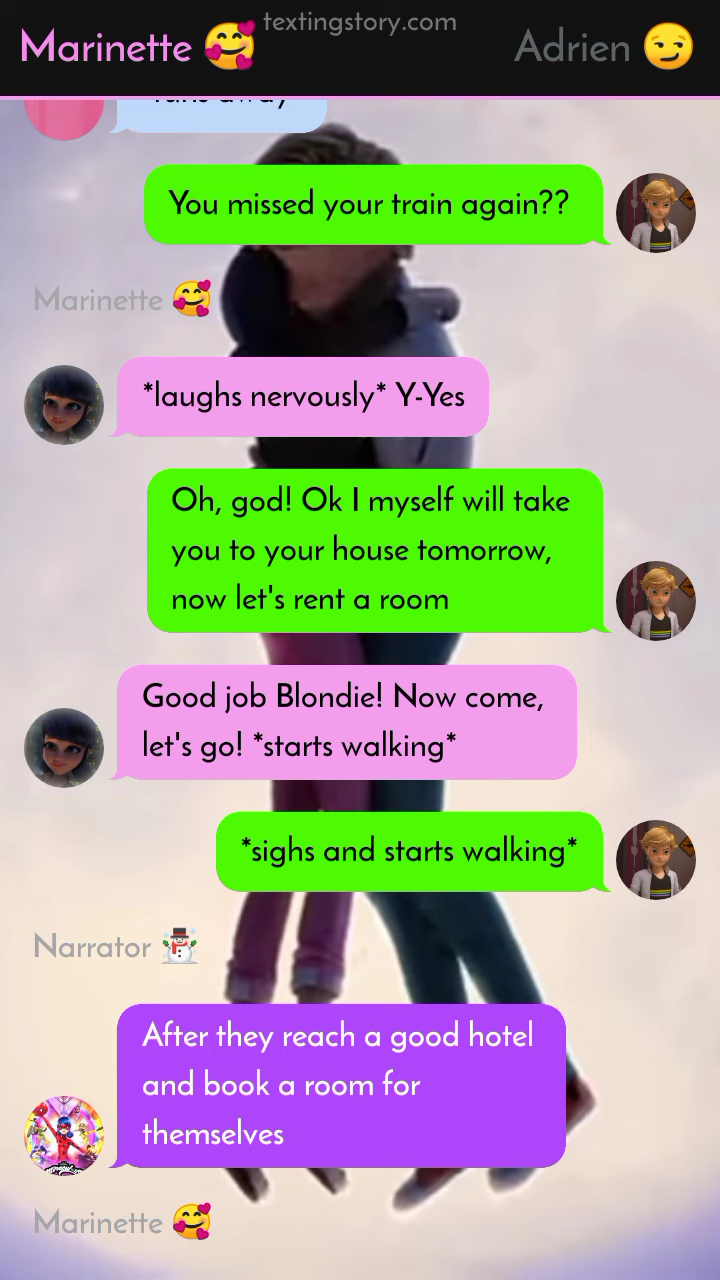 textingstory.com
Marinette 🥰 Adrien 😏
You missed your train again??
Marinette 🥰
*laughs nervously* Y-Yes
Oh, god! Ok I myself will take
you to your house tomorrow,
now let's rent a room
Good job Blondie! Now come,
let's go! *starts walking*
*sighs and starts walking*
Narrator ☃️
After they reach a good hotel
and book a room for
themselves
Marinette 🥰